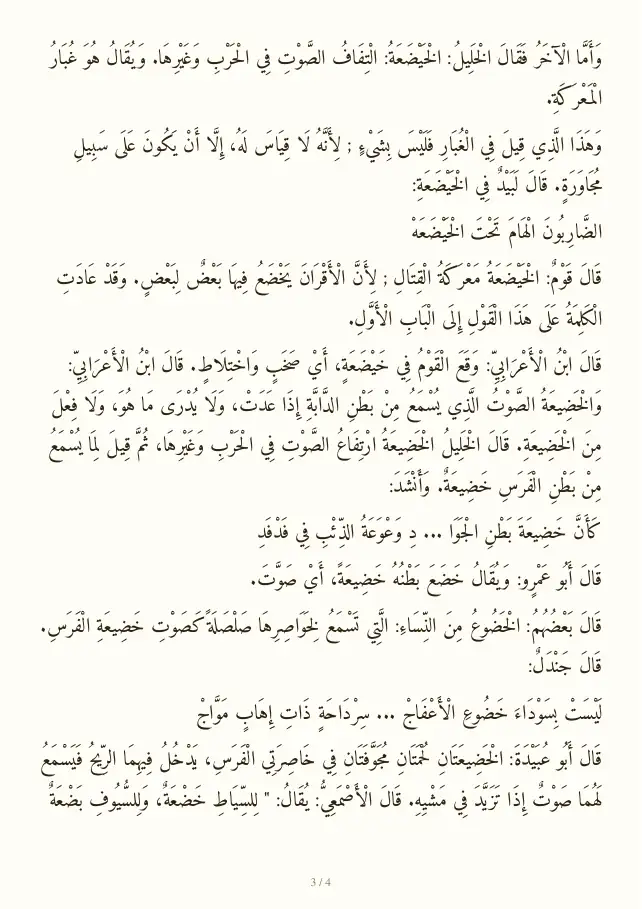 وَأَمَّا الْآخَرُ فَقَالَ الْخَلِيلُ: الْخَيْضَعَةُ: الْتِفَافُ الصَّوْتِ فِي الْحَرْبِ وَغَيْرِهَا. وَيُقَالُ هُوَ غُبَارُ
الْمَعْرَكَةِ.
وَهَذَا الَّذِي قِيلَ فِي الْغُبَارِ فَلَيْسَ بِشَيْءٍ ; لِأَنَّهُ لَا قِيَاسَ لَهُ، إِلَّا أَنْ يَكُونَ عَلَى سَبِيلِ
مُجَاوَرَةٍ. قَالَ لَبَيْدٌ فِي الْخَيْضَعَةِ:
الضَّارِبُونَ الْهَامَ تَحْتَ الْخَيْضَعَهْ
قَالَ قَوْمٌ: الْخَيْضَعَةُ مَعْرَكَةُ الْقِتَالِ ; لِأَنَّ الْأَقْرَانَ يَخْضَعُ فِيهَا بَعْضٌ لِبَعْضٍ. وَقَدْ عَادَتِ
الْكَلِمَةُ عَلَى هَذَا الْقَوْلِ إِلَى الْبَابِ الْأَوَّلِ.
قَالَ ابْنُ الْأَعْرَابِيِّ: وَقَعَ الْقَوْمُ فِي خَيْضَعَةٍ، أَيْ صَخَبٍ وَاخْتِلَاطٍ. قَالَ ابْنُ الْأَعْرَابِيِّ:
وَالْخَضِيعَةُ الصَّوْتُ الَّذِي يُسْمَعُ مِنْ بَطْنِ الدَّابَّةِ إِذَا عَدَتْ، وَلَا يُدْرَى مَا هُوَ، وَلَا فِعْلَ
مِنَ الْخَضِيعَةِ. قَالَ الْخَلِيلُ الْخَضِيعَةُ ارْتِفَاعُ الصَّوْتِ فِي الْحَرْبِ وَغَيْرِهَا، ثُمَّ قِيلَ لِمَا يُسْمَعُ
مِنْ بَطْنِ الْفَرَسِ خَضِيعَةٌ. وَأَنْشَدَ:
كَأَنَّ خَضِيعَةَ بَطْنِ الْجَوَا ... دِ وَعْوَعَةُ الذِّئْبِ فِي فَدْفَدِ
قَالَ أَبُو عَمْرٍو: وَيُقَالُ خَضَعَ بَطْنُهُ خَضِيعَةً، أَيْ صَوَّتَ.
قَالَ بَعْضُهُمُ: الْخَضُوعُ مِنَ النِّسَاءِ: الَّتِي تَسْمَعُ لِخَوَاصِرِهَا صَلْصَلَةً كَصَوْتِ خَضِيعَةِ الْفَرَسِ.
قَالَ جَنْدَلٌ:
لَيْسَتْ بِسَوْدَاءَ خَضُوعِ الْأَعْفَاجْ ... سِرْدَاحَةٍ ذَاتِ إِهَابٍ مَوَّاجْ
قَالَ أَبُو عُبَيْدَةَ: الْخَضِيعَتَانِ لُحْمَتَانِ مُجَوَّفَتَانِ فِي خَاصِرَتَيِ الْفَرَسِ، يَدْخُلُ فِيهِمَا الرِّيحُ فَيَسْمَعُ
لَهُمَا صَوْتٌ إِذَا تَزَيَّدَ فِي مَشْيِهِ. قَالَ الْأَصْمَعِيُّ: يُقَالُ: " لِلسِّيَاطِ خَضْعَةٌ، وَلِلسُّيُوفِ بَضْعَةٌ
3 / 4